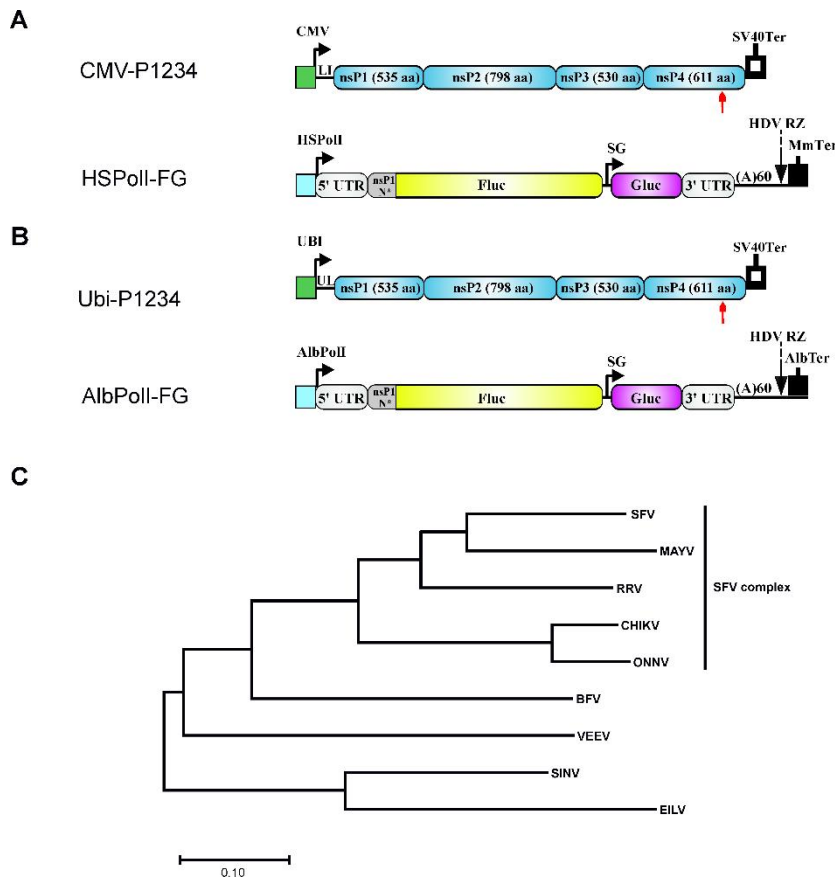 A
CMV
SV40Ter
CMV-P1234
LI
nsP1 (535 aa) nsP2 (798 aa) nsP3 (530 aa) nsP4 (611 aa)
HSPolI
SG
HDV RZ
MmTer
HSPolI-FG
5' UTR
nsP1
N*
Fluc
Gluc
3' UTR
(A)60
B
UBI
SV40Ter
Ubi-P1234
UL
nsP1 (535 aa) nsP2 (798 aa) nsP3 (530 aa) nsP4 (611 aa)
AlbPolI
SG
HDV RZ
AlbTer
AlbPolI-FG
5' UTR
nsP1
N*
Fluc
Gluc
3' UTR
(A)60
C
SFV
MAYV
RRV
SFV complex
CHIKV
ONNV
BFV
VEEV
SINV
EILV
0.10